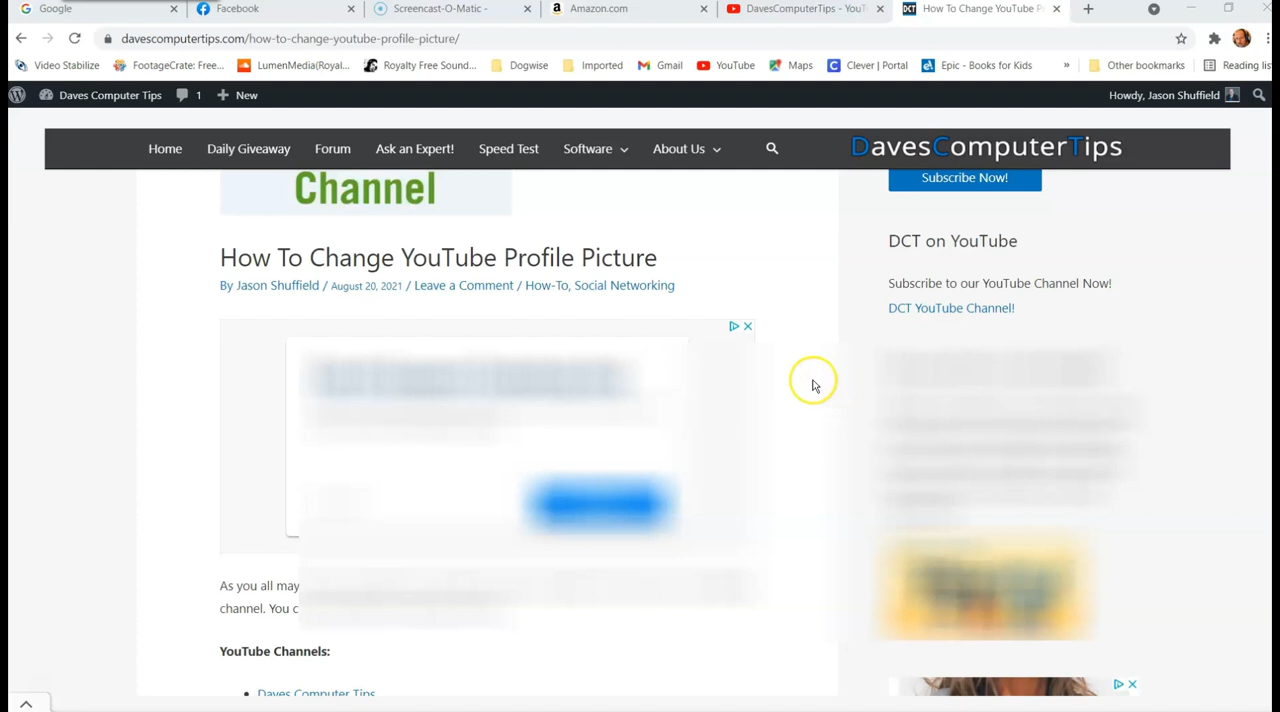 Google
Facebook
Screencast-O-Matic -
Amazon.com
DavesComputerTips - YouT
How To Change YouTube P
davescomputertips.com/how-to-change-youtube-profile-picture/
Video Stabilize
FootageCrate: Free...
LumenMedia(Royal...
Royalty Free Sound...
Dogwise
Imported
Gmail
YouTube
Maps
Clever | Portal
Epic - Books for Kids
»
Other bookmarks
Reading list
Daves Computer Tips
1
New
Howdy, Jason Shuffield
Home
Daily Giveaway
Forum
Ask an Expert!
Speed Test
Software
About Us
DavesComputerTips
Channel
Subscribe Now!
How To Change YouTube Profile Picture
By Jason Shuffield / August 20, 2021 / Leave a Comment / How-To, Social Networking
DCT on YouTube
Subscribe to our YouTube Channel Now!
DCT YouTube Channel!
As you all may
channel. You c
YouTube Channels:
• Daves Computer Tips